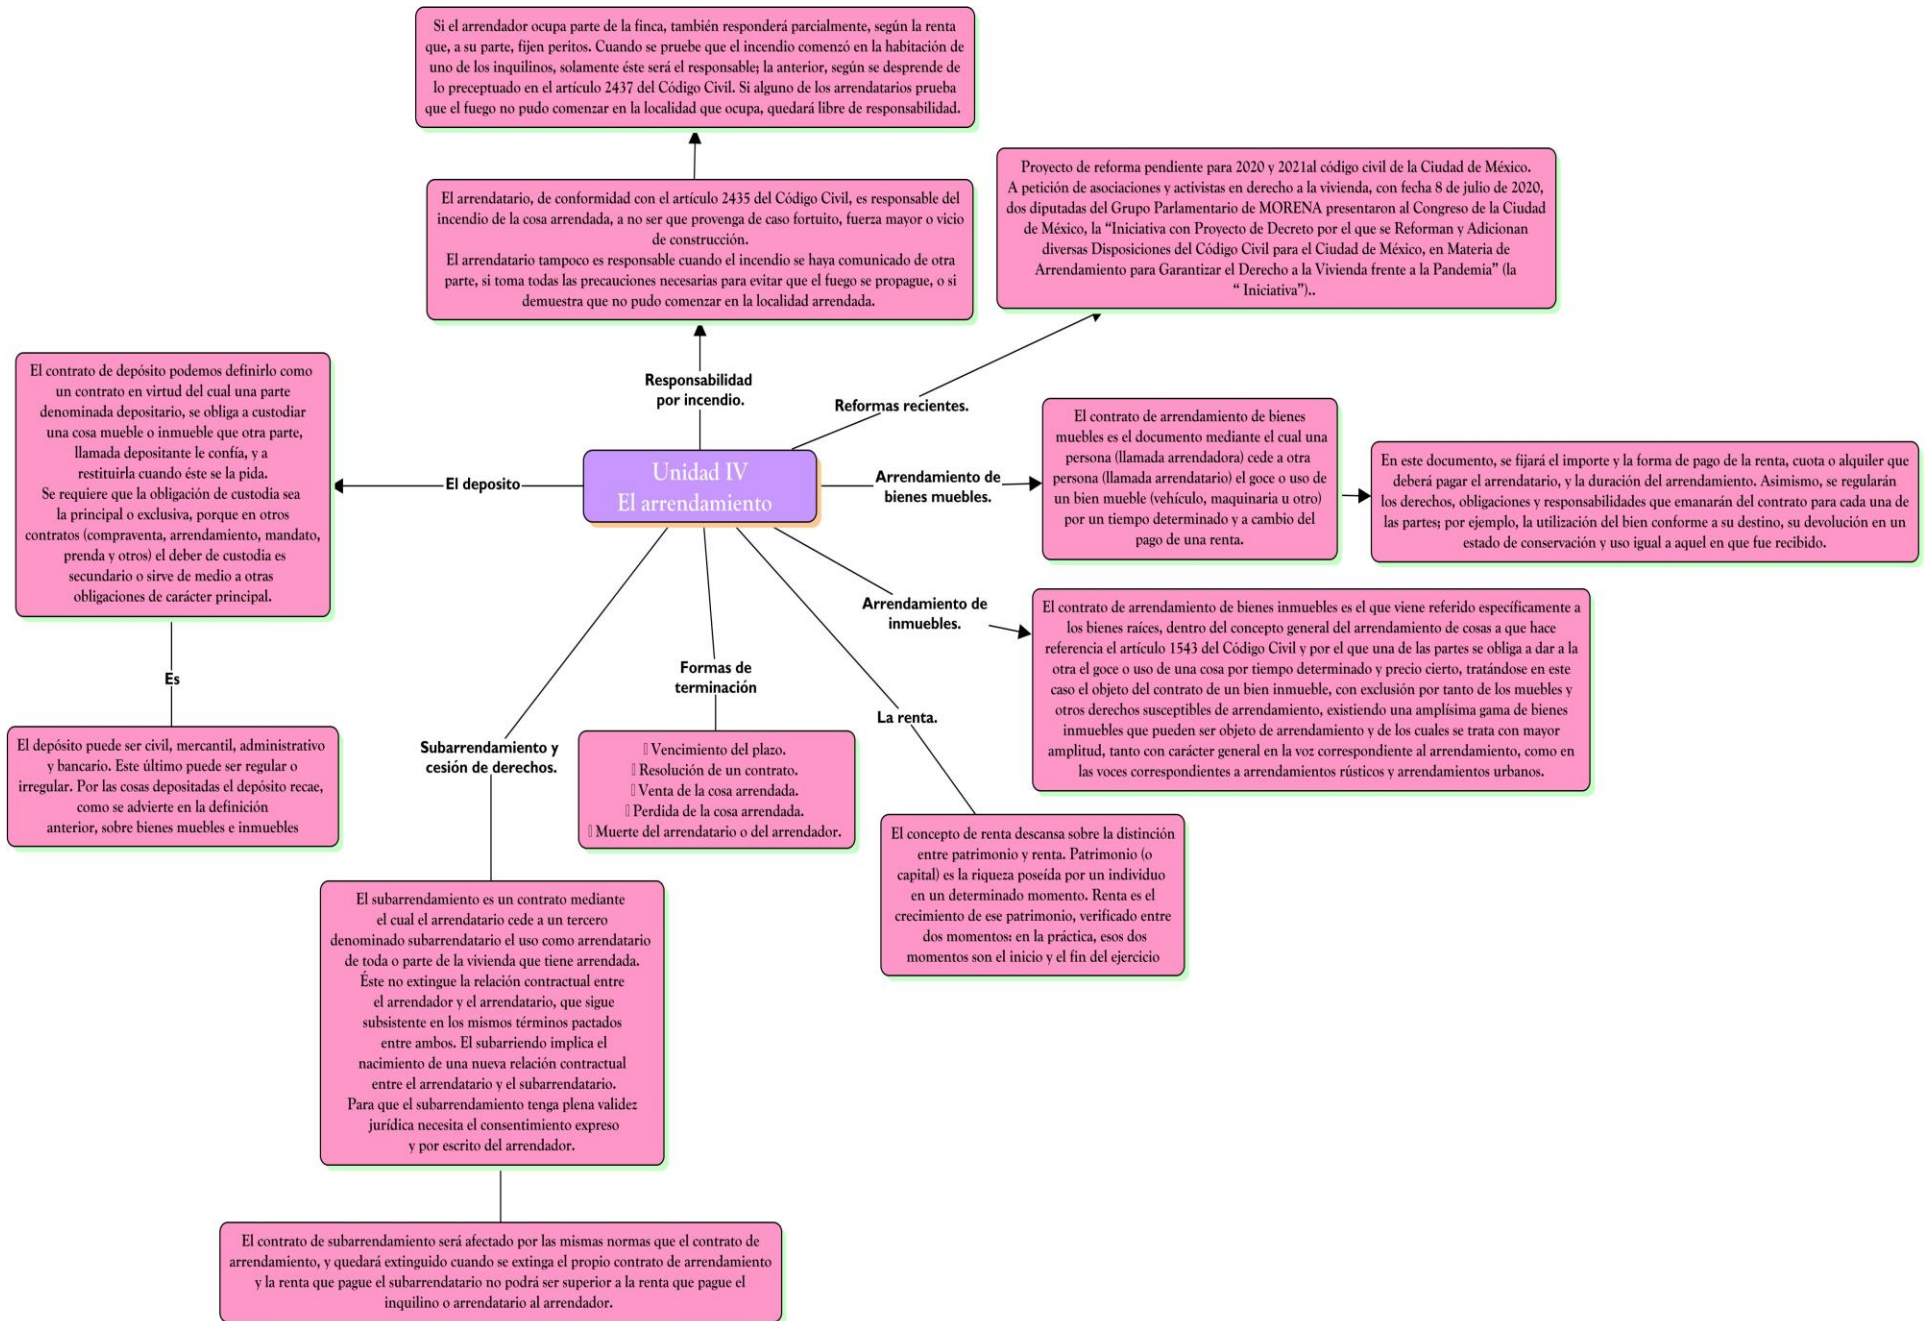 Si el arrendador ocupa parte de la finca, también responderá parcialmente, según la renta
que, a su parte, fijen peritos. Cuando se pruebe que el incendio comenzó en la habitación de
uno de los inquilinos, solamente éste será el responsable; la anterior, según se desprende de
lo preceptuado en el artículo 2437 del Código Civil. Si alguno de los arrendatarios prueba
que el fuego no pudo comenzar en la localidad que ocupa, quedará libre de responsabilidad.
El arrendatario, de conformidad con el artículo 2435 del Código Civil, es responsable del
incendio de la cosa arrendada, a no ser que provenga de caso fortuito, fuerza mayor o vicio
de construcción.
El arrendatario tampoco es responsable cuando el incendio se haya comunicado de otra
parte, si toma todas las precauciones necesarias para evitar que el fuego se propague, o si
demuestra que no pudo comenzar en la localidad arrendada.
Proyecto de reforma pendiente para 2020 y 2021al código civil de la Ciudad de México.
A petición de asociaciones y activistas en derecho a la vivienda, con fecha 8 de julio de 2020,
dos diputadas del Grupo Parlamentario de MORENA presentaron al Congreso de la Ciudad
de México, la “Iniciativa con Proyecto de Decreto por el que se Reforman y Adicionan
diversas Disposiciones del Código Civil para el Ciudad de México, en Materia de
Arrendamiento para Garantizar el Derecho a la Vivienda frente a la Pandemia” (la
“ Iniciativa”)..
Responsabilidad
por incendio.
Reformas recientes.
El contrato de depósito podemos definirlo como
un contrato en virtud del cual una parte
denominada depositario, se obliga a custodiar
una cosa mueble o inmueble que otra parte,
llamada depositante le confía, y a
restituirla cuando éste se la pida.
Se requiere que la obligación de custodia sea
la principal o exclusiva, porque en otros
contratos (compraventa, arrendamiento, mandato,
prenda y otros) el deber de custodia es
secundario o sirve de medio a otras
obligaciones de carácter principal.
El deposito
Unidad IV
El arrendamiento
Arrendamiento de
bienes muebles.
El contrato de arrendamiento de bienes
muebles es el documento mediante el cual una
persona (llamada arrendadora) cede a otra
persona (llamada arrendatario) el goce o uso de
un bien mueble (vehículo, maquinaria u otro)
por un tiempo determinado y a cambio del
pago de una renta.
En este documento, se fijará el importe y la forma de pago de la renta, cuota o alquiler que
deberá pagar el arrendatario, y la duración del arrendamiento. Asimismo, se regularán
los derechos, obligaciones y responsabilidades que emanarán del contrato para cada una de
las partes; por ejemplo, la utilización del bien conforme a su destino, su devolución en un
estado de conservación y uso igual a aquel en que fue recibido.
Arrendamiento de
inmuebles.
El contrato de arrendamiento de bienes inmuebles es el que viene referido específicamente a
los bienes raíces, dentro del concepto general del arrendamiento de cosas a que hace
referencia el artículo 1543 del Código Civil y por el que una de las partes se obliga a dar a la
otra el goce o uso de una cosa por tiempo determinado y precio cierto, tratándose en este
caso el objeto del contrato de un bien inmueble, con exclusión por tanto de los muebles y
otros derechos susceptibles de arrendamiento, existiendo una amplísima gama de bienes
inmuebles que pueden ser objeto de arrendamiento y de los cuales se trata con mayor
amplitud, tanto con carácter general en la voz correspondiente al arrendamiento, como en
las voces correspondientes a arrendamientos rústicos y arrendamientos urbanos.
Es
El depósito puede ser civil, mercantil, administrativo
y bancario. Este último puede ser regular o
irregular. Por las cosas depositadas el depósito recae,
como se advierte en la definición
anterior, sobre bienes muebles e inmuebles
Formas de
terminación
Vencimiento del plazo.
Resolución de un contrato.
Venta de la cosa arrendada.
Perdida de la cosa arrendada.
Muerte del arrendatario o del arrendador.
La renta.
El concepto de renta descansa sobre la distinción
entre patrimonio y renta. Patrimonio (o
capital) es la riqueza poseída por un individuo
en un determinado momento. Renta es el
crecimiento de ese patrimonio, verificado entre
dos momentos: en la práctica, esos dos
momentos son el inicio y el fin del ejercicio
Subarrendamiento y
cesión de derechos.
El subarrendamiento es un contrato mediante
el cual el arrendatario cede a un tercero
denominado subarrendatario el uso como arrendatario
de toda o parte de la vivienda que tiene arrendada.
Éste no extingue la relación contractual entre
el arrendador y el arrendatario, que sigue
subsistente en los mismos términos pactados
entre ambos. El subarriendo implica el
nacimiento de una nueva relación contractual
entre el arrendatario y el subarrendatario.
Para que el subarrendamiento tenga plena validez
jurídica necesita el consentimiento expreso
y por escrito del arrendador.
El contrato de subarrendamiento será afectado por las mismas normas que el contrato de
arrendamiento, y quedará extinguido cuando se extinga el propio contrato de arrendamiento
y la renta que pague el subarrendatario no podrá ser superior a la renta que pague el
inquilino o arrendatario al arrendador.